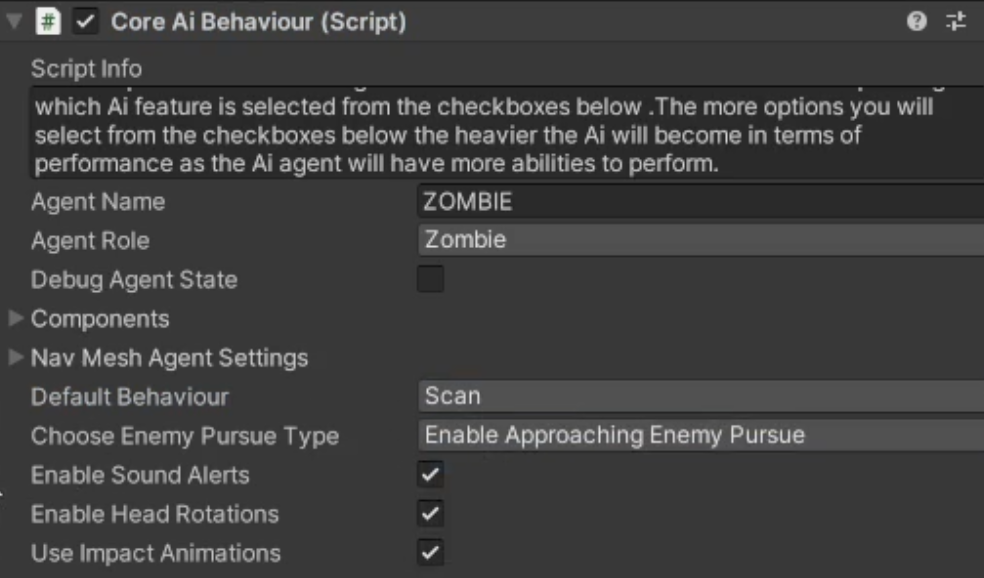 Core Ai Behaviour (Script)
Script Info
which Ai feature is selected from the checkboxes below .The more options you will
select from the checkboxes below the heavier the Ai will become in terms of
performance as the Ai agent will have more abilities to perform.
Agent Name ZOMBIE
Agent Role Zombie
Debug Agent State
Components
Nav Mesh Agent Settings
Default Behaviour Scan
Choose Enemy Pursue Type Enable Approaching Enemy Pursue
Enable Sound Alerts
Enable Head Rotations
Use Impact Animations